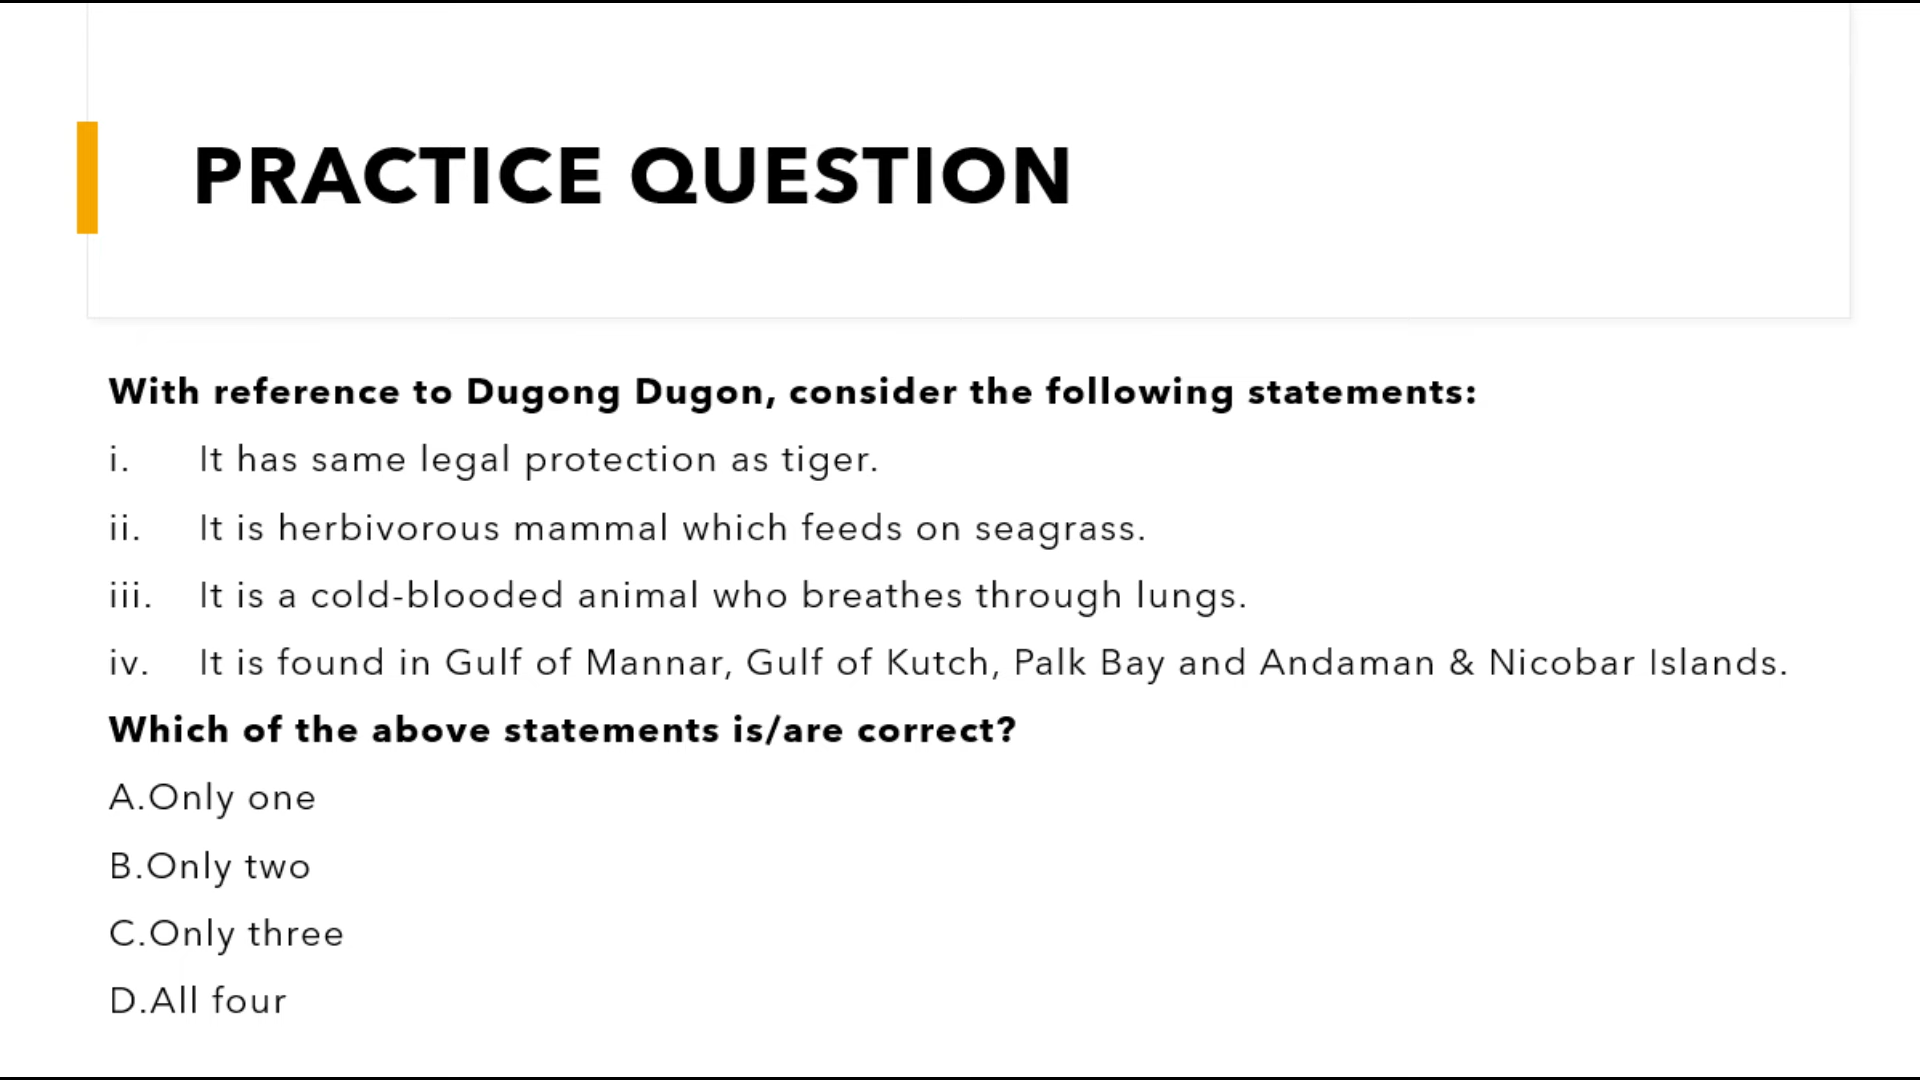 PRACTICE QUESTION
With reference to Dugong Dugon, consider the following statements:
i. It has same legal protection as tiger.
ii. It is herbivorous mammal which feeds on seagrass.
iii. It is a cold-blooded animal who breathes through lungs.
iv. It is found in Gulf of Mannar, Gulf of Kutch, Palk Bay and Andaman & Nicobar Islands.
Which of the above statements is/are correct?
A.Only one
B.Only two
C.Only three
D.All four